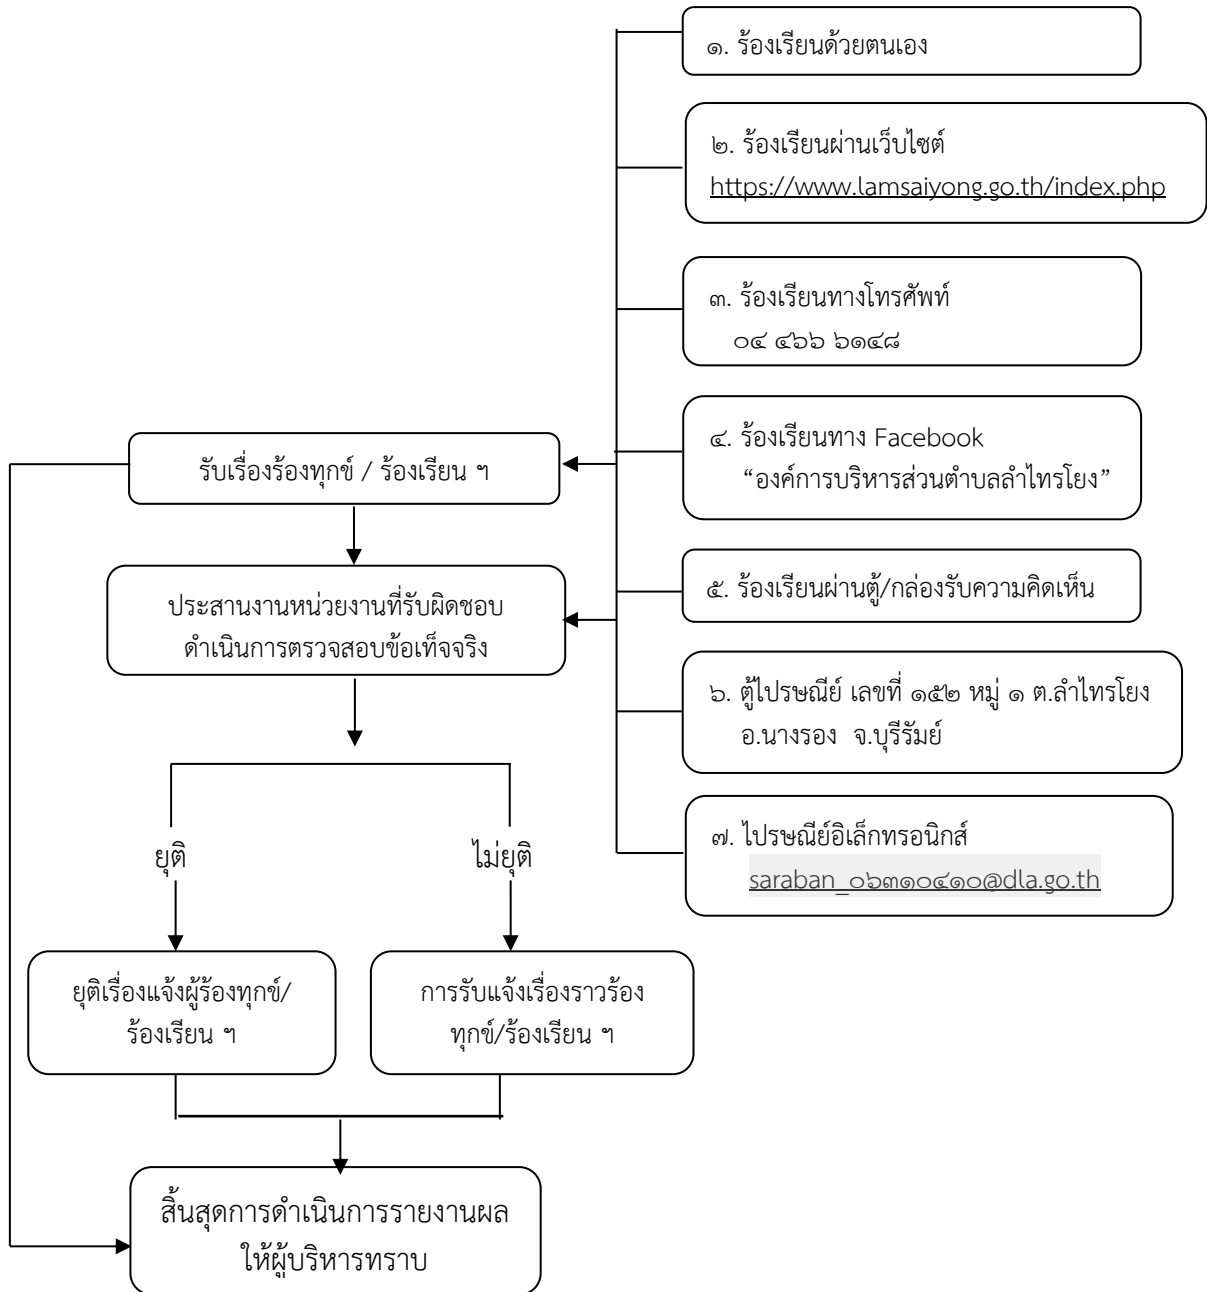 ๑. ร้องเรียนด้วยตนเอง
๒. ร้องเรียนผ่านเว็บไซต์
https://www.lamsaiyong.go.th/index.php
๓. ร้องเรียนทางโทรศัพท์
๐๔ ๔๖๖ ๖๑๔๘
๔. ร้องเรียนทาง Facebook
“องค์การบริหารส่วนตำบลลำไทรโยง”
๕. ร้องเรียนผ่านตู้/กล่องรับความคิดเห็น
๖. ตู้ไปรษณีย์ เลขที่ ๑๕๒ หมู่ ๑ ต.ลำไทรโยง
อ.นางรอง จ.บุรีรัมย์
๗. ไปรษณีย์อิเล็กทรอนิกส์
saraban_๐๖๓๑๐๔๑๐@dla.go.th
รับเรื่องร้องทุกข์ / ร้องเรียน ฯ
ประสานงานหน่วยงานที่รับผิดชอบ
ดำเนินการตรวจสอบข้อเท็จจริง
ยุติ
ไม่ยุติ
ยุติเรื่องแจ้งผู้ร้องทุกข์/
ร้องเรียน ฯ
การรับแจ้งเรื่องราวร้อง
ทุกข์/ร้องเรียน ฯ
สิ้นสุดการดำเนินการรายงานผล
ให้ผู้บริหารทราบ